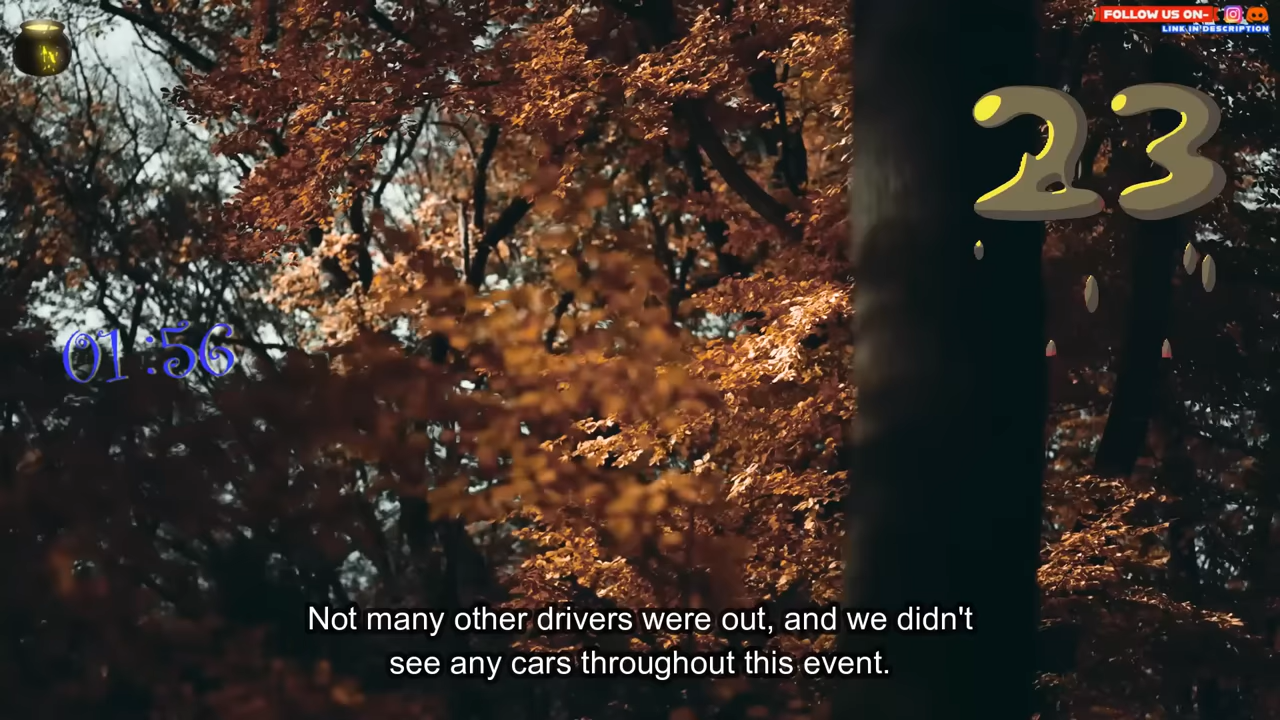 FOLLOW US ON-
LINK IN DESCRIPTION
23
01:56
Not many other drivers were out, and we didn't
see any cars throughout this event.